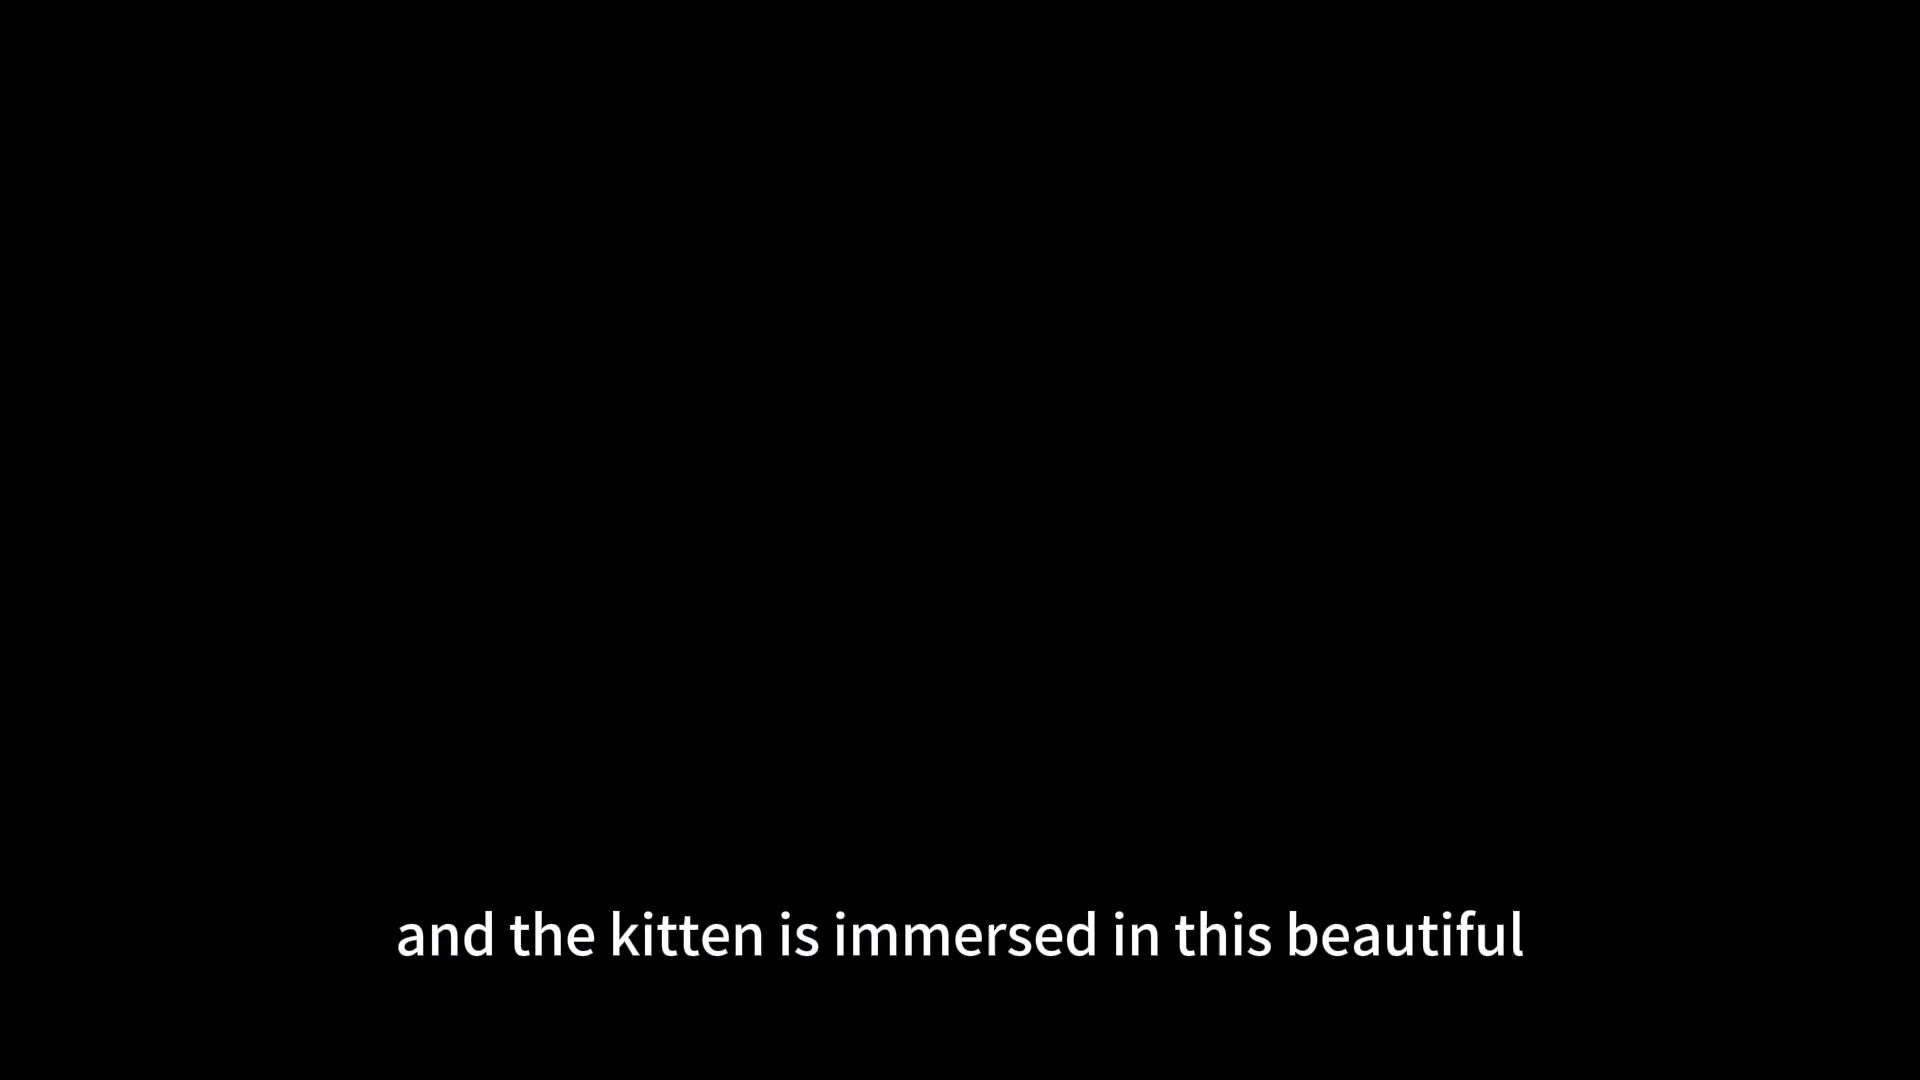 and the kitten is immersed in this beautiful